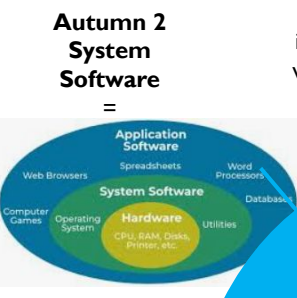 Autumn 2
System
Software
=
Application
Software
Spreadsheets
Web Browsers
Word
Processors
System Software
Databases
Computer
Games
Operating
System
Hardware
CPU, RAM, Disks,
Printer, etc.
Utilities